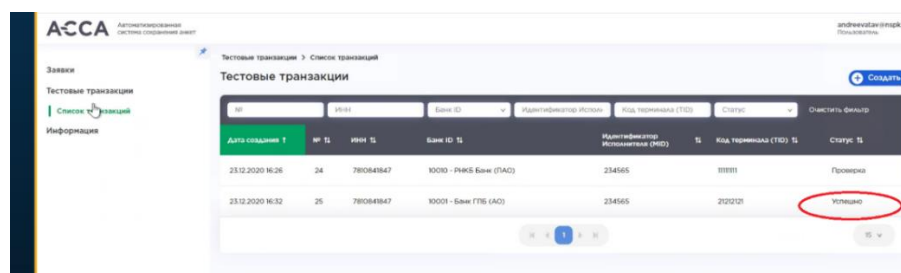 АССА
Автоматизированная
система сохранения анкет
andreevatav@nspk
Пользователь
Заявки
Тестовые транзакции
Список транзакций
Информация
Тестовые транзакции > Список транзакций
Тестовые транзакции
Создать
№ ИНН Банк ID Идентификатор Исполн Код терминала (TID) Статус Очистить фильтр
Дата создания № ИНН Банк ID Идентификатор Исполнителя (MID) Код терминала (TID) Статус
23.12.2020 16:26 24 7810841847 10010 - РНКБ Банк (ПАО) 234565 11111111 Проверка
23.12.2020 16:32 25 7810841847 10001 - Банк ГПБ (АО) 234565 21212121 Успешно
1
15